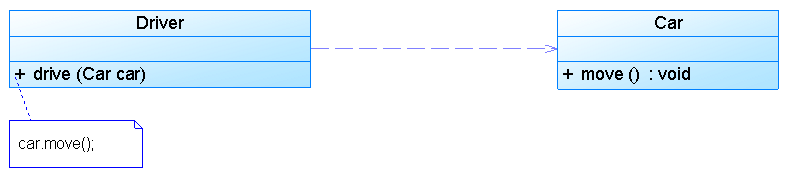 Driver
+ drive (Car car)
car.move();
Car
+ move ()  : void